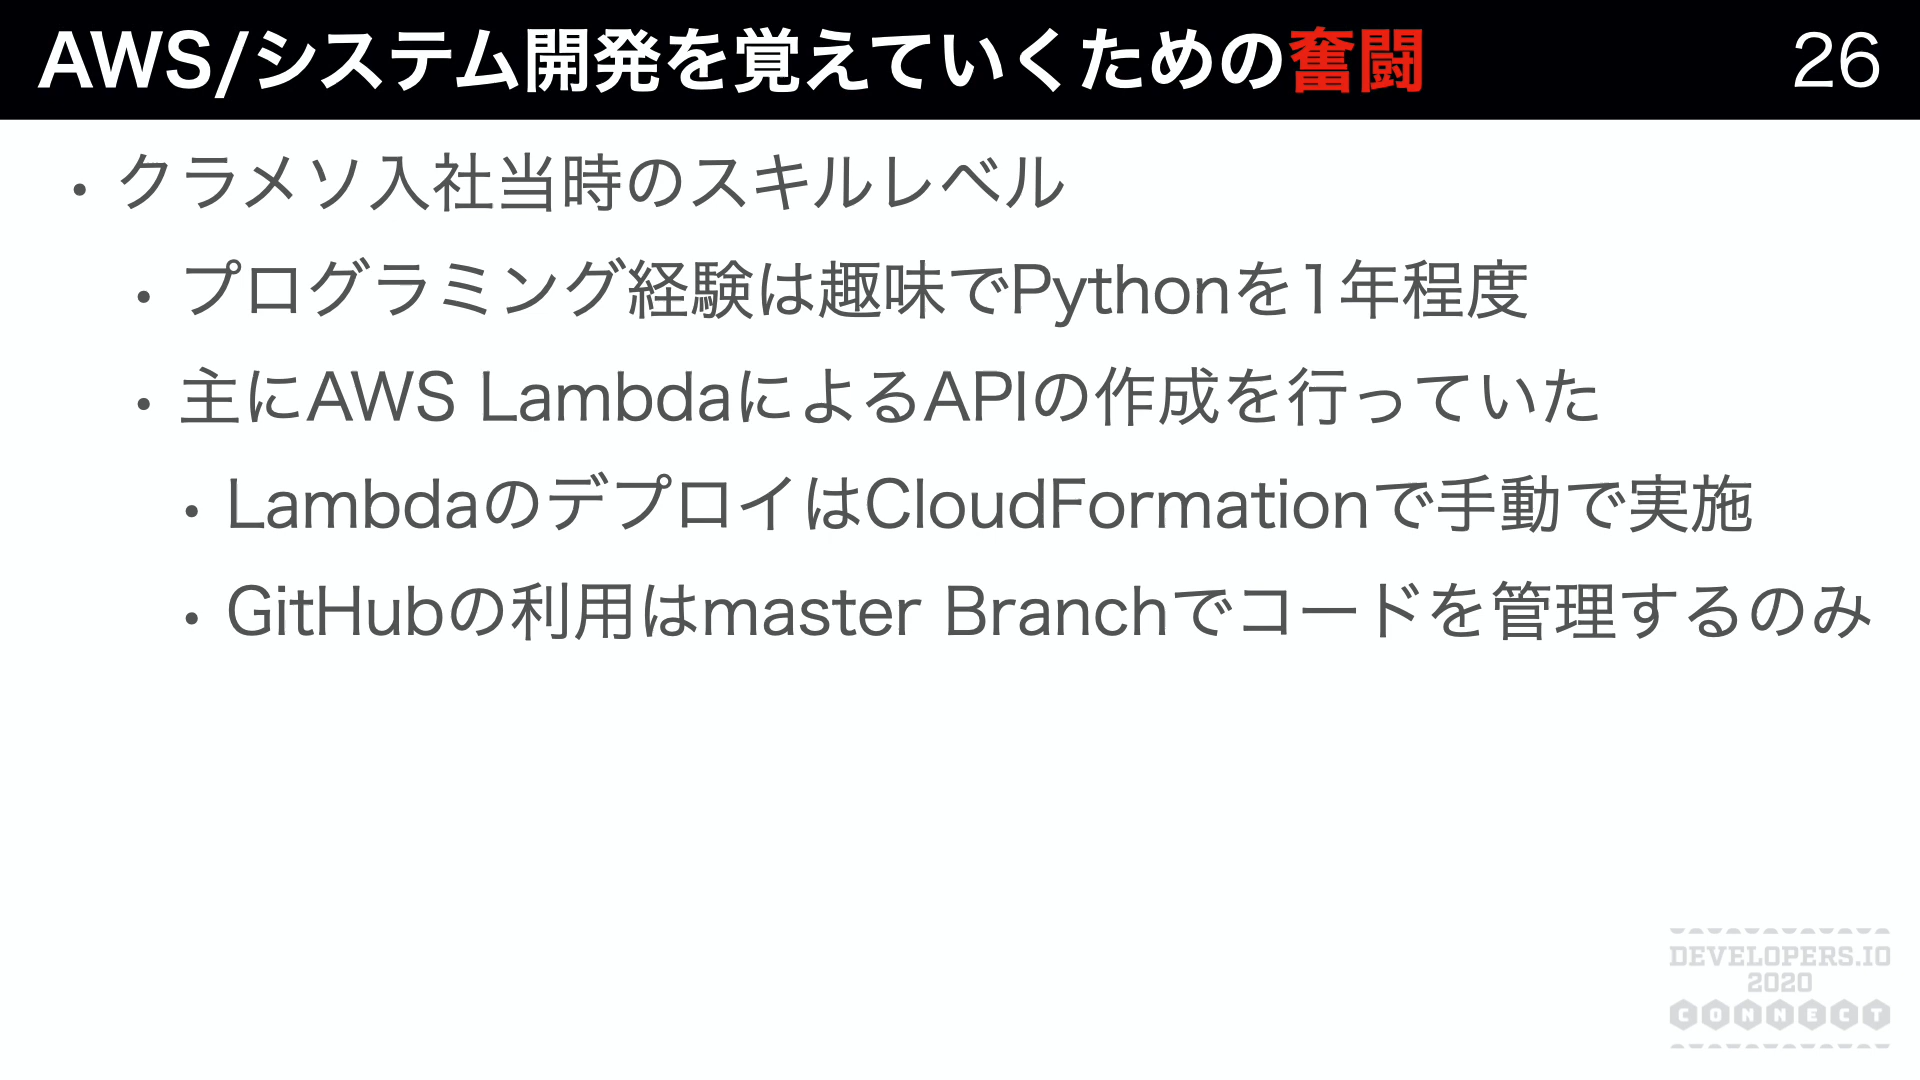 AWS/システム開発を覚えていくための奮闘
26
・クラメソ入社当時のスキルレベル
・プログラミング経験は趣味でPythonを1年程度
・主にAWS LambdaによるAPIの作成を行っていた
・LambdaのデプロイはCloudFormationで手動で実施
・GitHubの利用はmaster Branchでコードを管理するのみ
DEVELOPERS.IO
2020
CONNECT